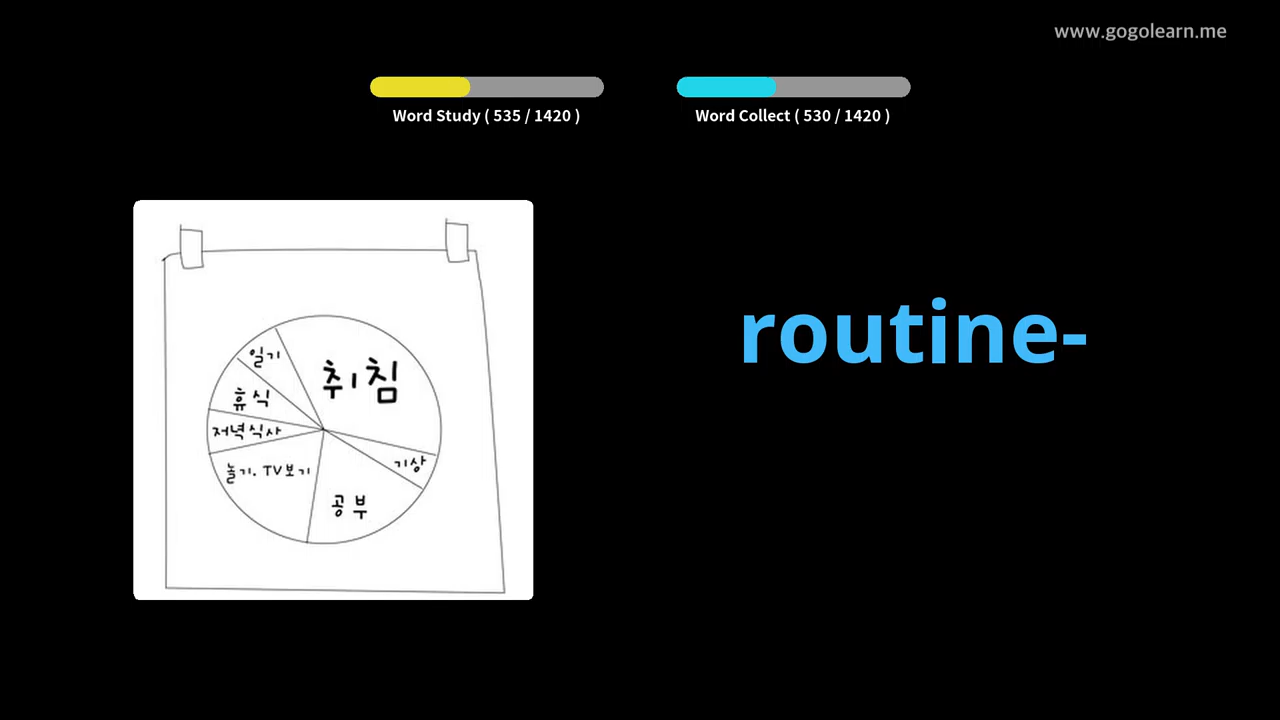 www.gogolearn.me
Word Study ( 535 / 1420 )
Word Collect ( 530 / 1420 )
일기
취침
휴식
저녁식사
기상
놀기. TV보기
공부
routine-